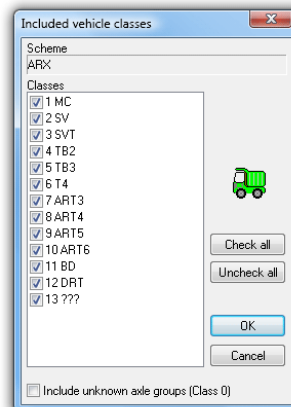 Included vehicle classes
Scheme
ARX
Classes
1 MC
2 SV
3 SVT
4 TB2
5 TB3
6 T4
7 ART3
8 ART4
9 ART5
10 ART6
11 BD
12 DRT
13 ???
Check all
Uncheck all
OK
Cancel
Include unknown axle groups (Class 0)